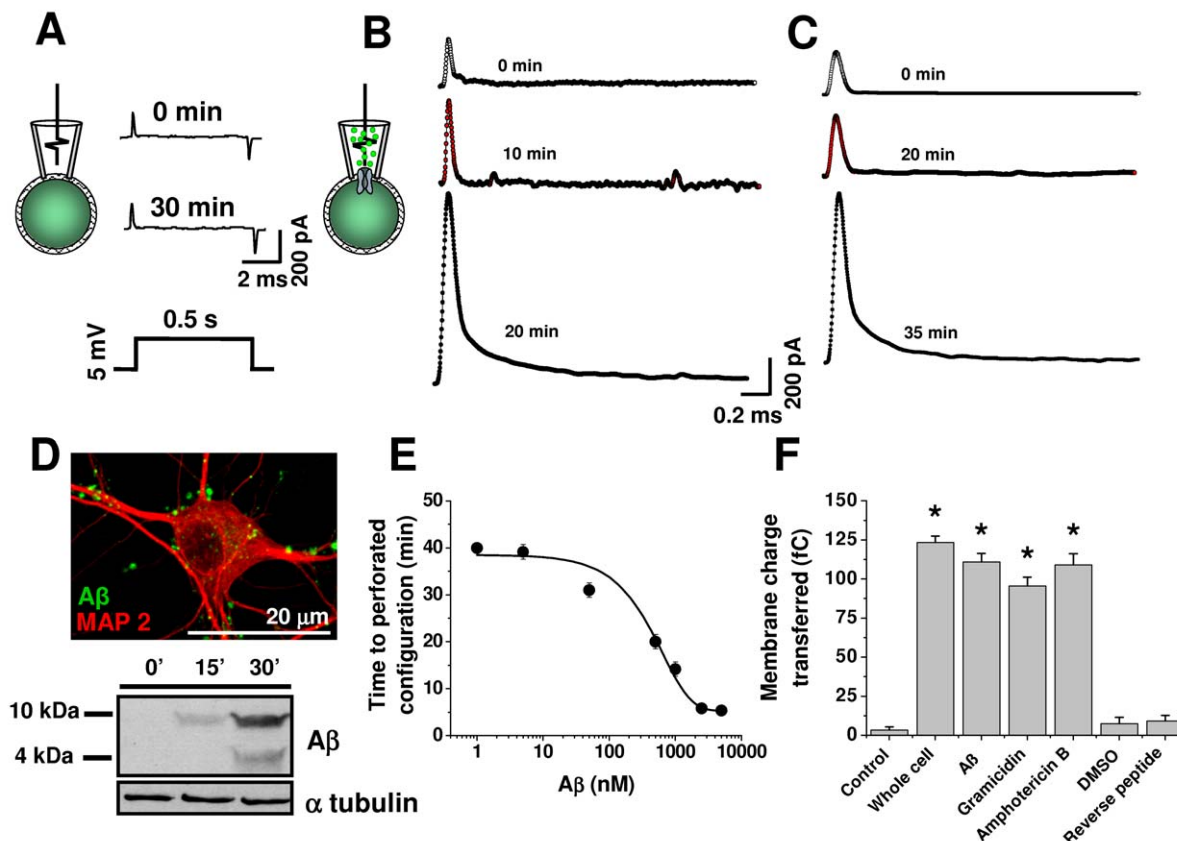 A
0 min
30 min
200 pA
2 ms
0.5 s
5 mV
B
0 min
10 min
20 min
200 pA
0.2 ms
C
0 min
20 min
35 min
D
Aβ
MAP 2
20 µm
0' 15' 30'
10 kDa
4 kDa
Aβ
α tubulin
E
Time to perforated
configuration (min)
50
40
30
20
10
0
1 10 100 1000 10000
Aβ (nM)
F
Membrane charge
transferred (fC)
150
125
100
75
50
25
0
* * * *
Control
Whole cell
Aβ
Gramicidin
Amphotericin B
DMSO
Reverse peptide